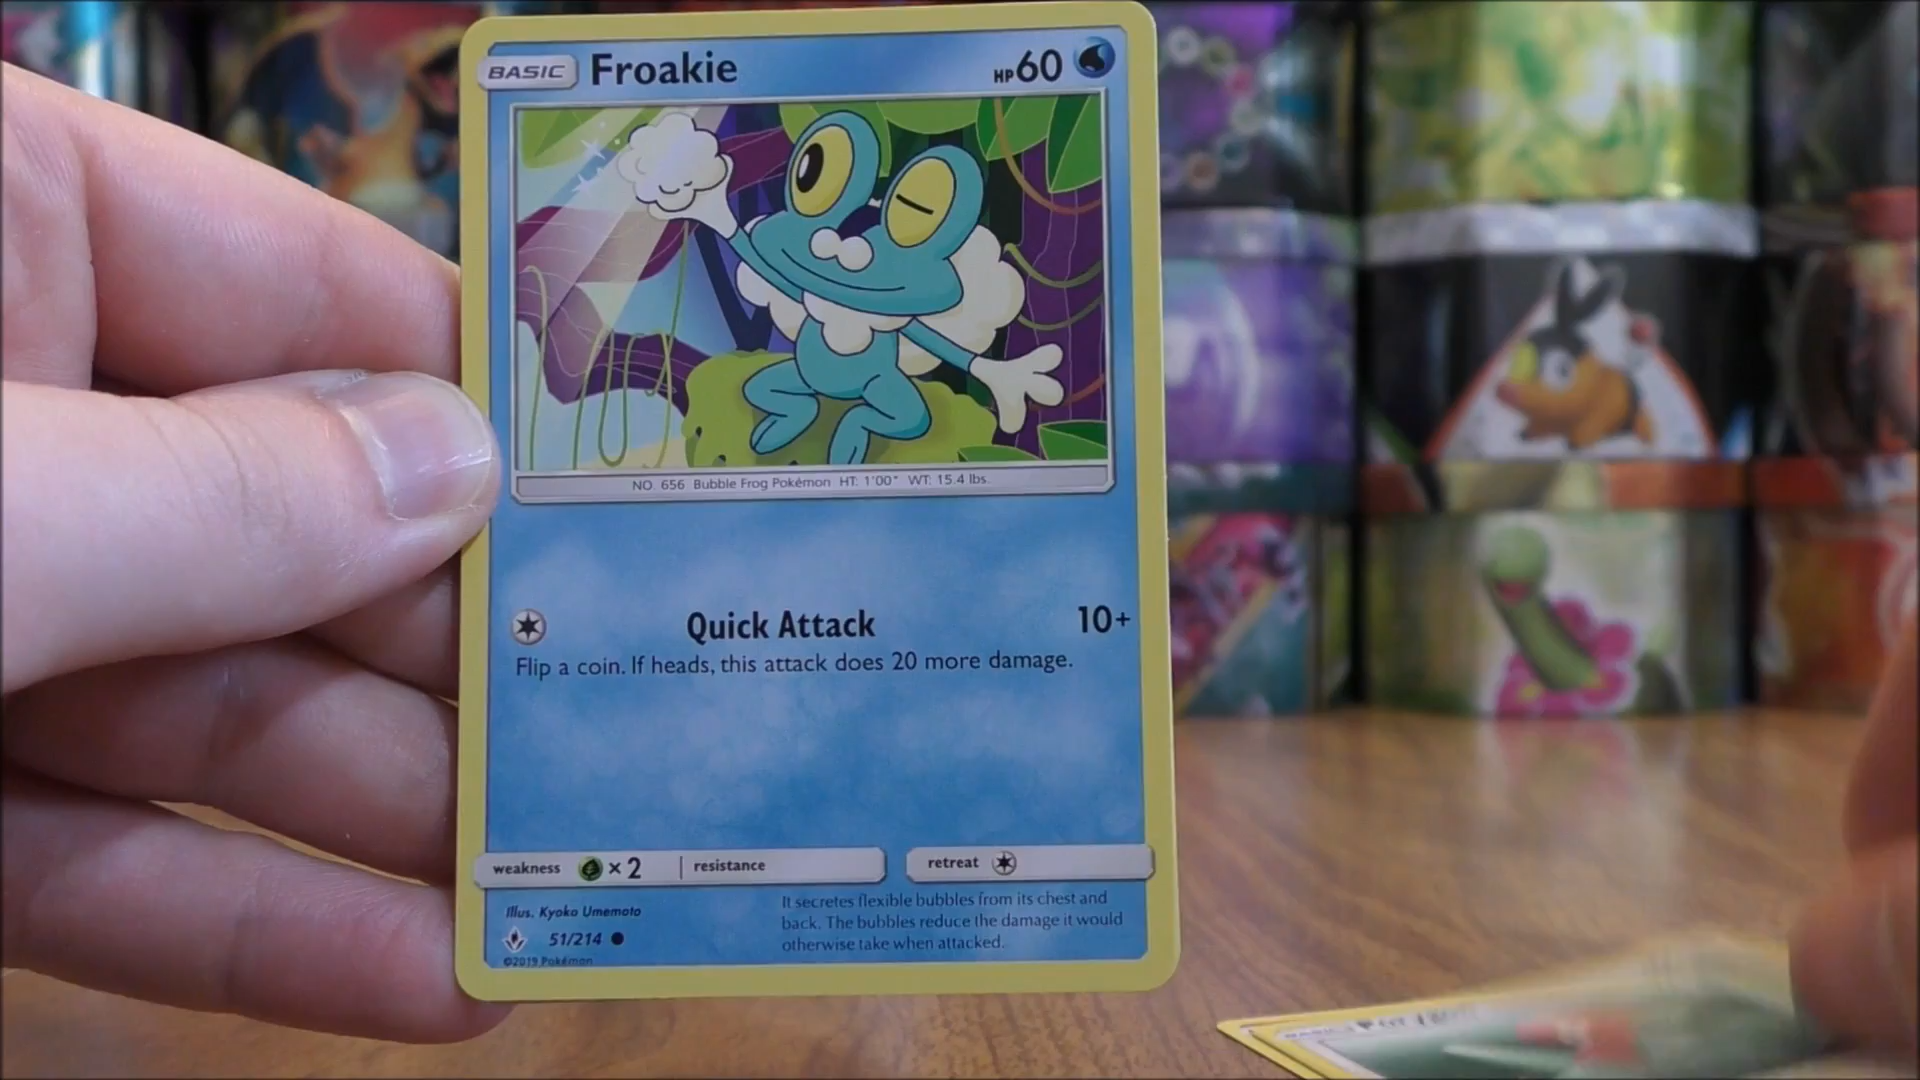 BASIC Froakie HP 60
NO. 656 Bubble Frog Pokémon HT: 1'00" WT: 15.4 lbs.
Quick Attack 10+
Flip a coin. If heads, this attack does 20 more damage.
weakness × 2 resistance retreat
Illus. Kyoko Umemoto
51/214
©2019 Pokémon
It secretes flexible bubbles from its chest and
back. The bubbles reduce the damage it would
otherwise take when attacked.